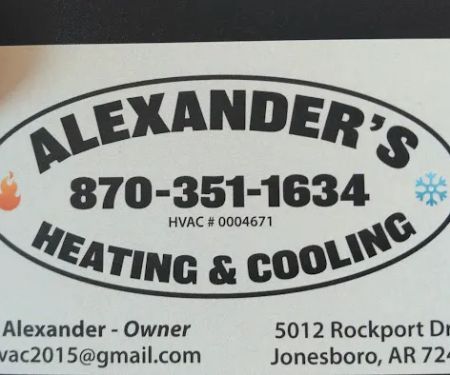 ALEXANDER'S
870-351-1634
HVAC # 0004671
HEATING & COOLING
Alexander - Owner
vac2015@gmail.com
5012 Rockport Dr
Jonesboro, AR 724